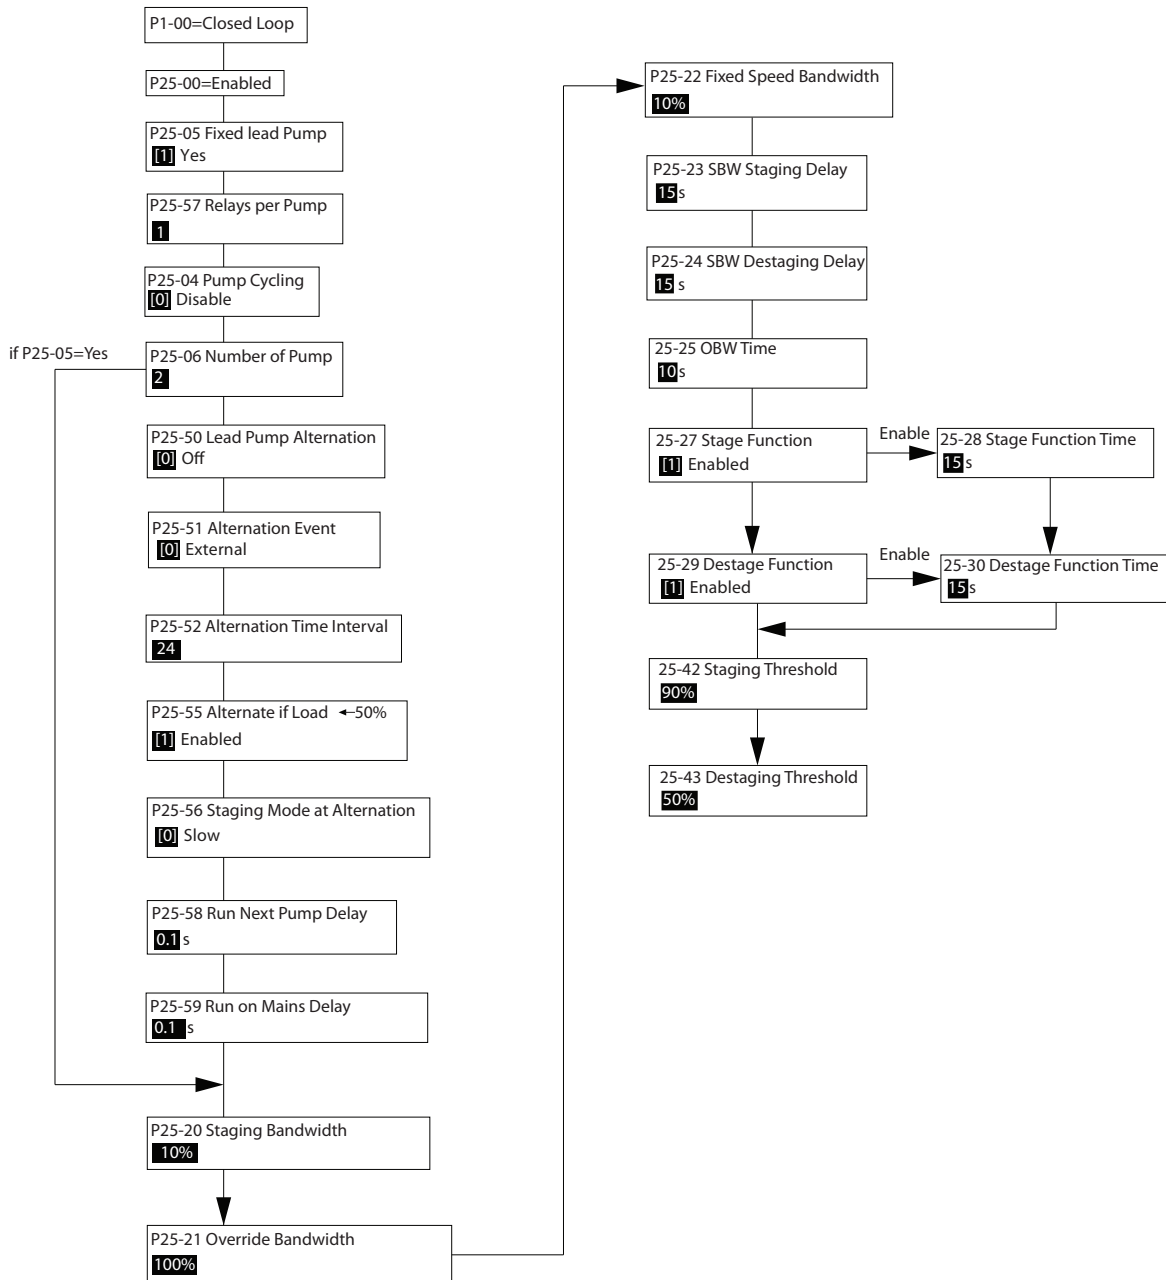 P1-00=Closed Loop
P25-00=Enabled
P25-05 Fixed lead Pump
[1] Yes
P25-57 Relays per Pump
1
P25-04 Pump Cycling
[0] Disable
if P25-05=Yes
P25-06 Number of Pump
2
P25-50 Lead Pump Alternation
[0] Off
P25-51 Alternation Event
[0] External
P25-52 Alternation Time Interval
24
P25-55 Alternate if Load ←50%
[1] Enabled
P25-56 Staging Mode at Alternation
[0] Slow
P25-58 Run Next Pump Delay
0.1 s
P25-59 Run on Mains Delay
0.1 s
P25-20 Staging Bandwidth
10%
P25-21 Override Bandwidth
100%
P25-22 Fixed Speed Bandwidth
10%
P25-23 SBW Staging Delay
15 s
P25-24 SBW Destaging Delay
15 s
25-25 OBW Time
10 s
25-27 Stage Function
[1] Enabled
Enable
25-28 Stage Function Time
15 s
25-29 Destage Function
[1] Enabled
Enable
25-30 Destage Function Time
15 s
25-42 Staging Threshold
90%
25-43 Destaging Threshold
50%